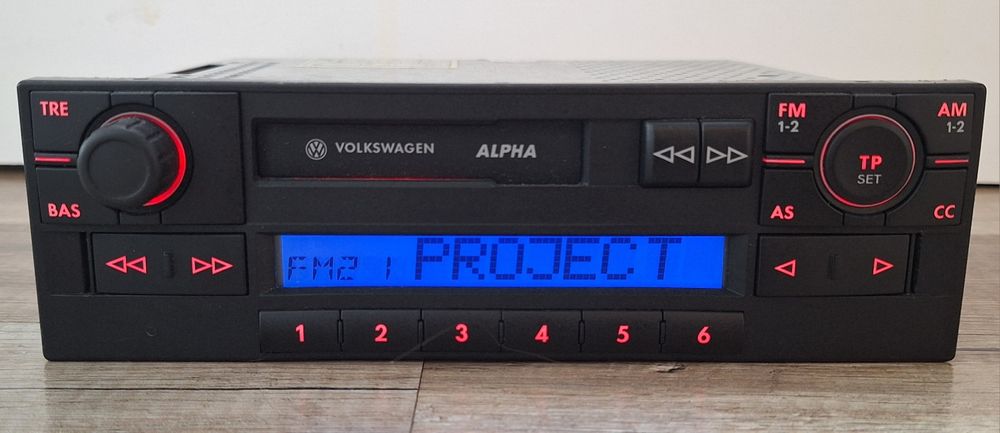 TRE
BAS
VOLKSWAGEN ALPHA
FM
1-2
AM
1-2
TP
SET
AS
CC
FM2 1 PROJECT
1 2 3 4 5 6